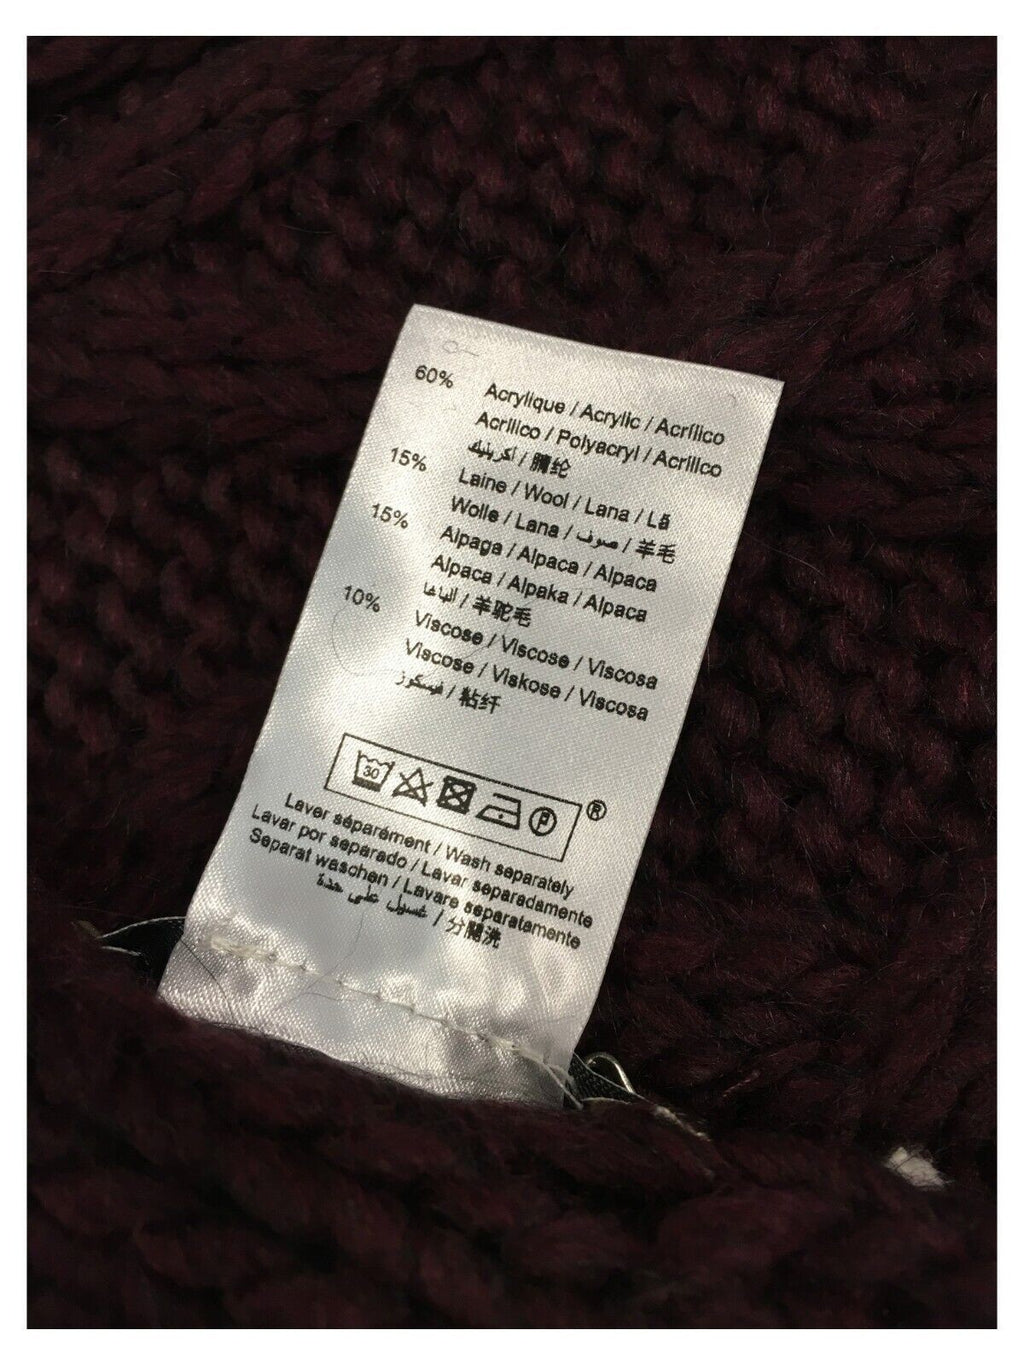 60% Acrylique / Acrylic / Acrílico
Acrilico / Polyacryl / Acrílico
أكريليك / 腈纶
15% Laine / Wool / Lana / Lã
Wolle / Lana / صوف / 羊毛
15% Alpaga / Alpaca / Alpaca
Alpaca / Alpaka / Alpaca
ألباكا / 羊驼毛
10% Viscose / Viscose / Viscosa
Viscose / Viskose / Viscosa
فيسكوز / 粘纤
30 P ®
Laver séparément / Wash separately
Lavar por separado / Lavar separadamente
Separat waschen / Lavare separatamente
غسيل على حدة / 分開洗